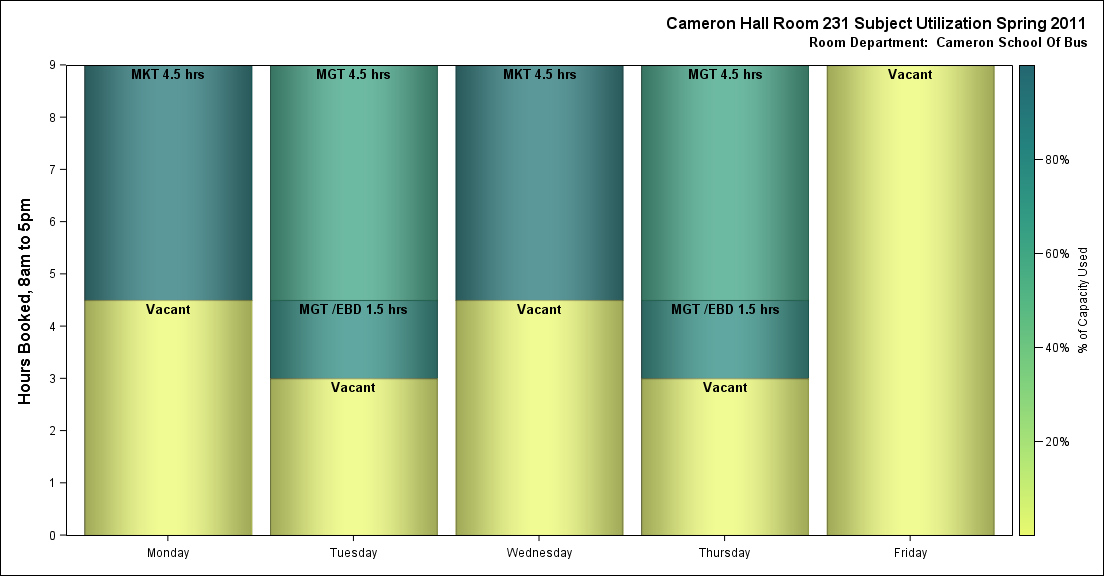 Cameron Hall Room 231 Subject Utilization Spring 2011
Room Department:  Cameron School Of Bus
Hours Booked, 8am to 5pm
9
8
7
6
5
4
3
2
1
0
MKT 4.5 hrs
Vacant
MGT 4.5 hrs
MGT /EBD 1.5 hrs
Vacant
MKT 4.5 hrs
Vacant
MGT 4.5 hrs
MGT /EBD 1.5 hrs
Vacant
Vacant
Monday
Tuesday
Wednesday
Thursday
Friday
80%
60%
40%
20%
% of Capacity Used